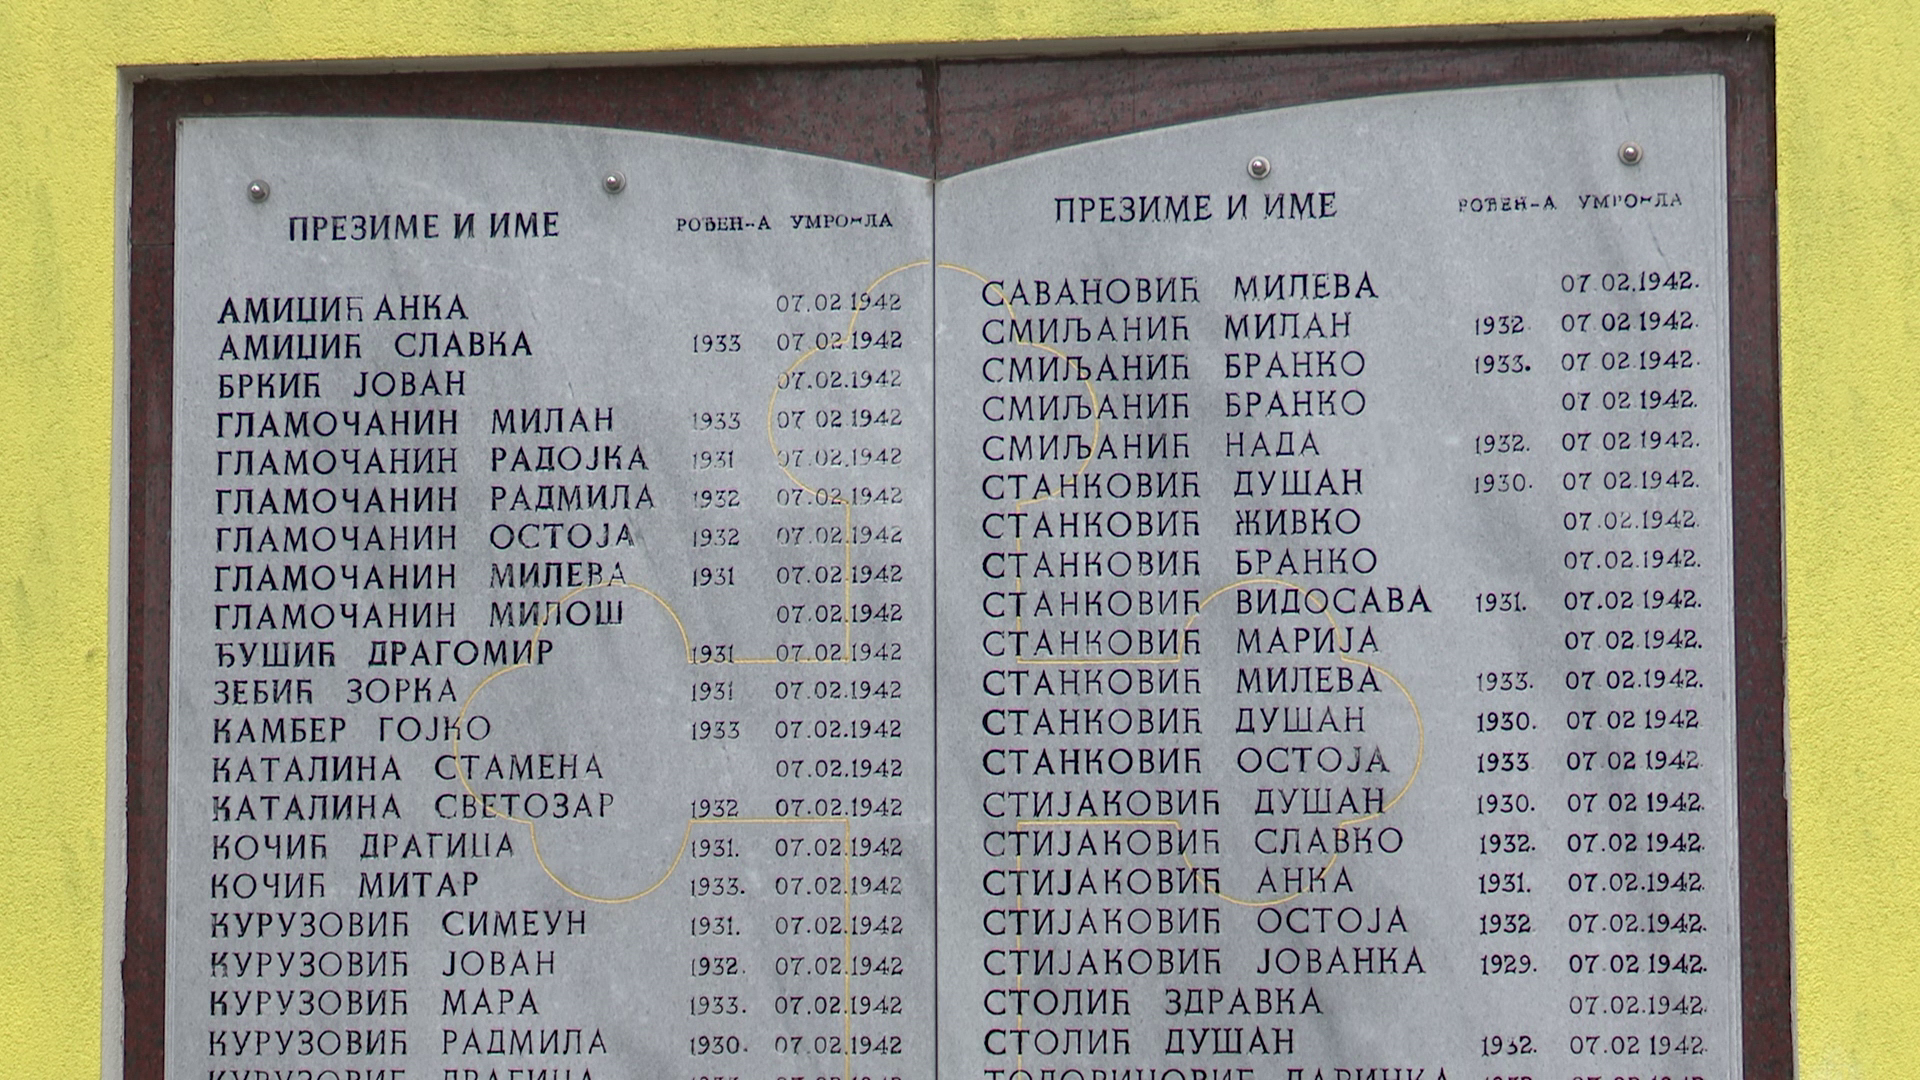 ПРЕЗИМЕ И ИМЕ РОЂЕН-А УМРО-ЛА
АМИЏИЋ АНКА 07.02.1942
АМИЏИЋ СЛАВКА 1933 07.02.1942
БРКИЋ ЈОВАН 07.02.1942
ГЛАМОЧАНИН МИЛАН 1933 07 02.1942
ГЛАМОЧАНИН РАДОЈКА 1931 07.02.1942
ГЛАМОЧАНИН РАДМИЛА 1932 07.02.1942
ГЛАМОЧАНИН ОСТОЈА 1932 07.02.1942
ГЛАМОЧАНИН МИЛЕВА 1931 07.02.1942
ГЛАМОЧАНИН МИЛОШ 07.02.1942
ЂУШИЋ ДРАГОМИР 1931 07.02.1942
ЗЕБИЋ ЗОРКА 1931 07.02.1942
КАМБЕР ГОЈКО 1933 07.02.1942
КАТАЛИНА СТАМЕНА 07.02.1942
КАТАЛИНА СВЕТОЗАР 1932 07.02.1942
КОЧИЋ ДРАГИЦА 1931. 07.02.1942
КОЧИЋ МИТАР 1933. 07.02.1942
КУРУЗОВИЋ СИМЕУН 1931. 07.02.1942
КУРУЗОВИЋ ЈОВАН 1932. 07.02.1942
КУРУЗОВИЋ МАРА 1933. 07.02.1942
КУРУЗОВИЋ РАДМИЛА 1930. 07.02.1942
КУРУЗОВИЋ ДРАГИЦА
ПРЕЗИМЕ И ИМЕ РОЂЕН-А УМРО-ЛА
САВАНОВИЋ МИЛЕВА 07.02.1942.
СМИЉАНИЋ МИЛАН 1932. 07 02.1942.
СМИЉАНИЋ БРАНКО 1933. 07 02.1942.
СМИЉАНИЋ БРАНКО 07 02.1942.
СМИЉАНИЋ НАДА 1932. 07 02 1942.
СТАНКОВИЋ ДУШАН 1930. 07 02.1942.
СТАНКОВИЋ ЖИВКО 07.02.1942.
СТАНКОВИЋ БРАНКО 07.02.1942.
СТАНКОВИЋ ВИДОСАВА 1931. 07.02.1942.
СТАНКОВИЋ МАРИЈА 07 02.1942.
СТАНКОВИЋ МИЛЕВА 1933. 07 02.1942.
СТАНКОВИЋ ДУШАН 1930. 07 02 1942
СТАНКОВИЋ ОСТОЈА 1933 07 02 1942.
СТИЈАКОВИЋ ДУШАН 1930. 07 02 1942.
СТИЈАКОВИЋ СЛАВКО 1932. 07.02 1942.
СТИЈАКОВИЋ АНКА 1931. 07.02.1942.
СТИЈАКОВИЋ ОСТОЈА 1932 07.02.1942.
СТИЈАКОВИЋ ЈОВАНКА 1929. 07.02 1942.
СТОЛИЋ ЗДРАВКА 07.02.1942.
СТОЛИЋ ДУШАН 1932. 07.02 1942.